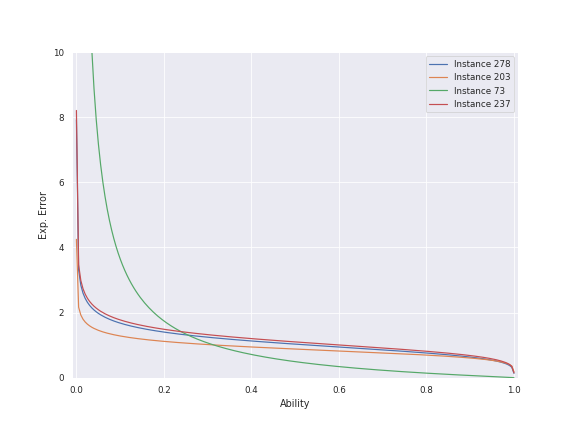 10
8
6
4
2
0
Exp. Error
0.0 0.2 0.4 0.6 0.8 1.0
Ability
Instance 278
Instance 203
Instance 73
Instance 237